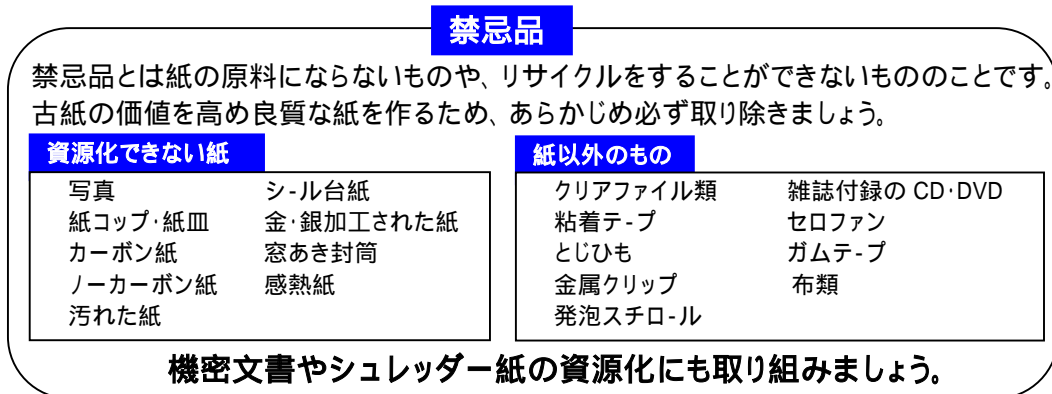 禁忌品
禁忌品とは紙の原料にならないものや、リサイクルをすることができないもののことです。
古紙の価値を高め良質な紙を作るため、あらかじめ必ず取り除きましょう。
資源化できない紙
写真 シ-ル台紙
紙コップ・紙皿 金・銀加工された紙
カーボン紙 窓あき封筒
ノーカーボン紙 感熱紙
汚れた紙
紙以外のもの
クリアファイル類 雑誌付録の CD・DVD
粘着テ-プ セロファン
とじひも ガムテ-プ
金属クリップ 布類
発泡スチロ-ル
機密文書やシュレッダー紙の資源化にも取り組みましょう。